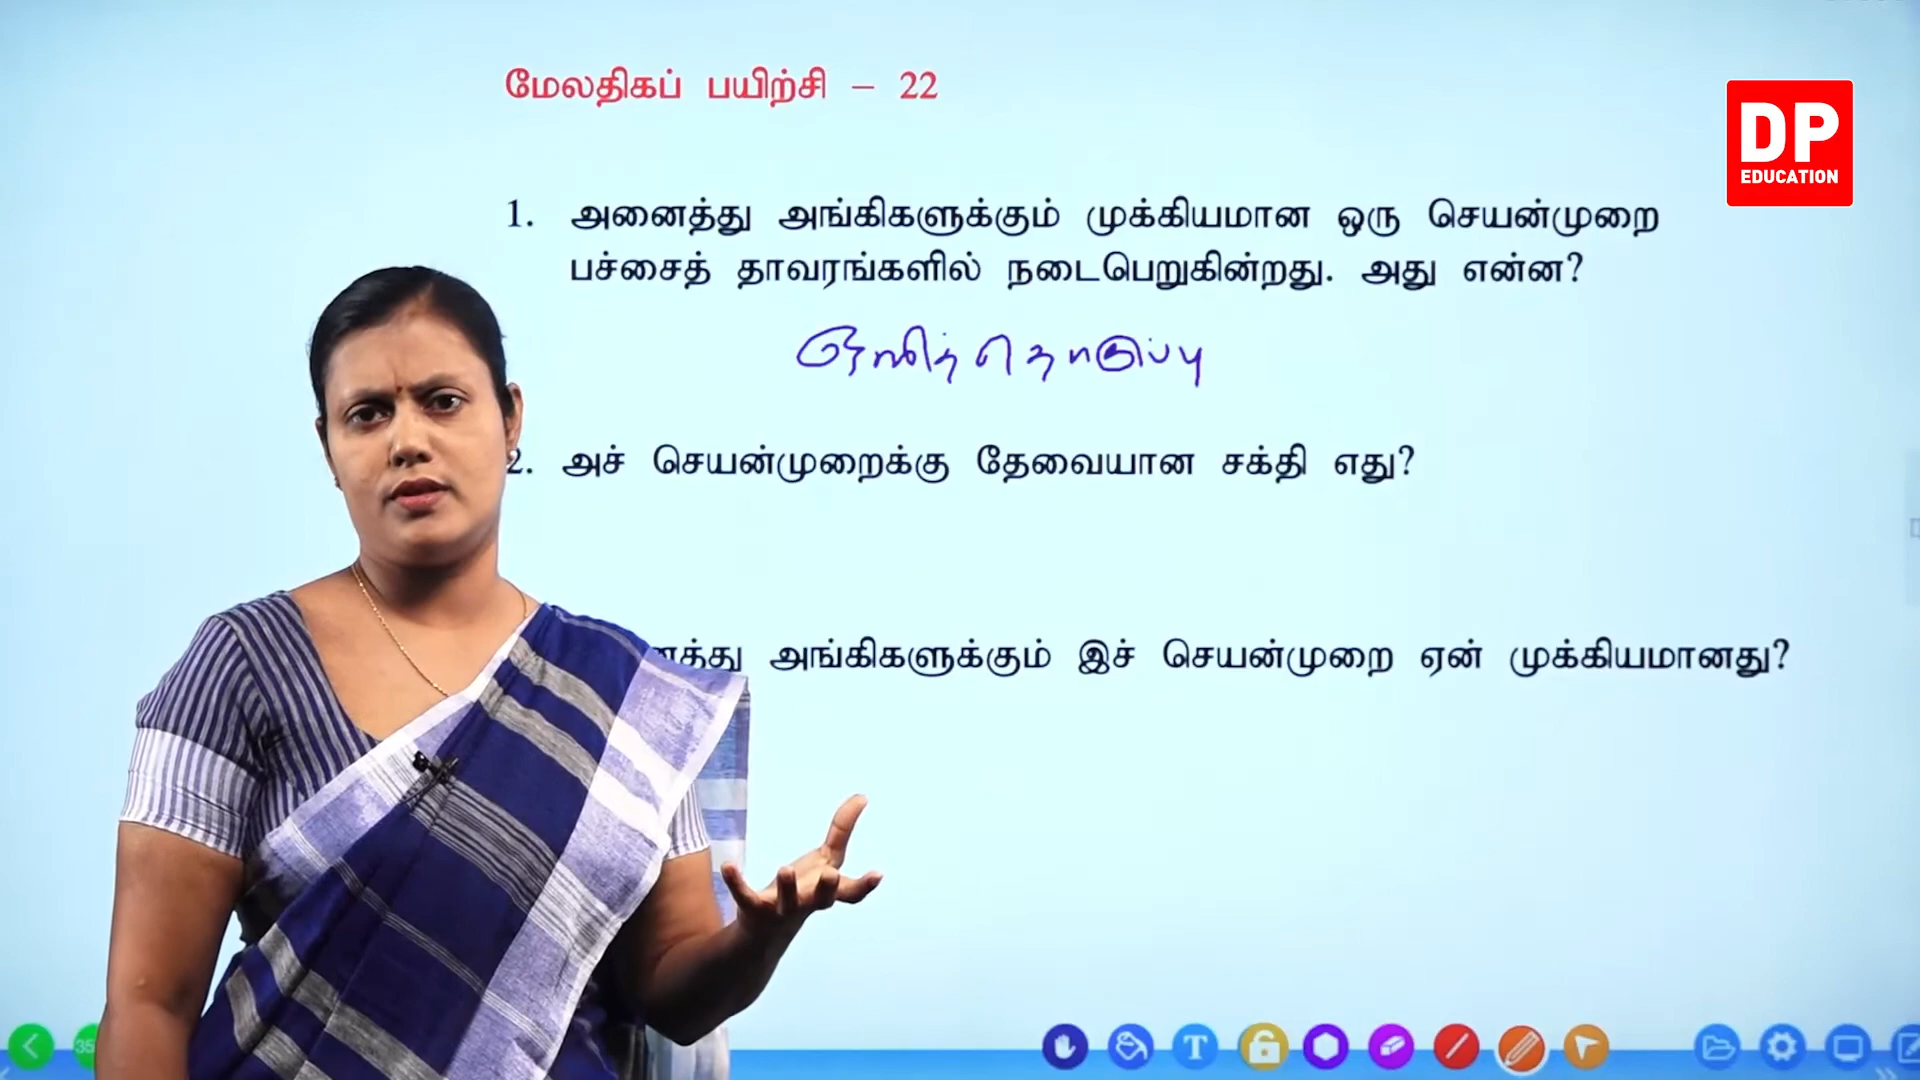 மேலதிகப் பயிற்சி – 22
DP
EDUCATION
1. அனைத்து அங்கிகளுக்கும் முக்கியமான ஒரு செயன்முறை
பச்சைத் தாவரங்களில் நடைபெறுகின்றது. அது என்ன?
ஒளித்தொகுப்பு
2. அச் செயன்முறைக்கு தேவையான சக்தி எது?
அங்கிகளுக்கும் இச் செயன்முறை ஏன் முக்கியமானது?
35